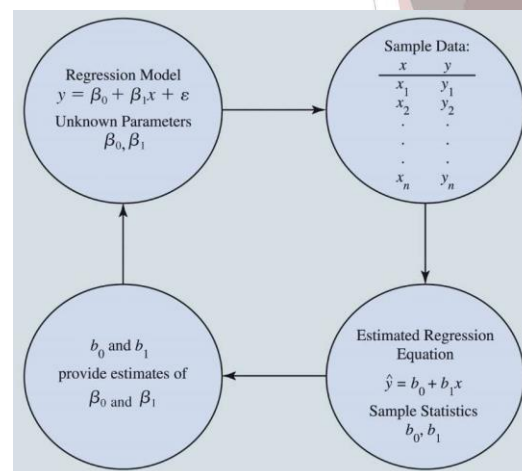 Regression Model
y = β₀ + β₁x + ε
Unknown Parameters
β₀, β₁
Sample Data:
x y
x₁ y₁
x₂ y₂
. .
. .
. .
xₙ yₙ
Estimated Regression
Equation
ŷ = b₀ + b₁x
Sample Statistics
b₀, b₁
b₀ and b₁
provide estimates of
β₀ and β₁